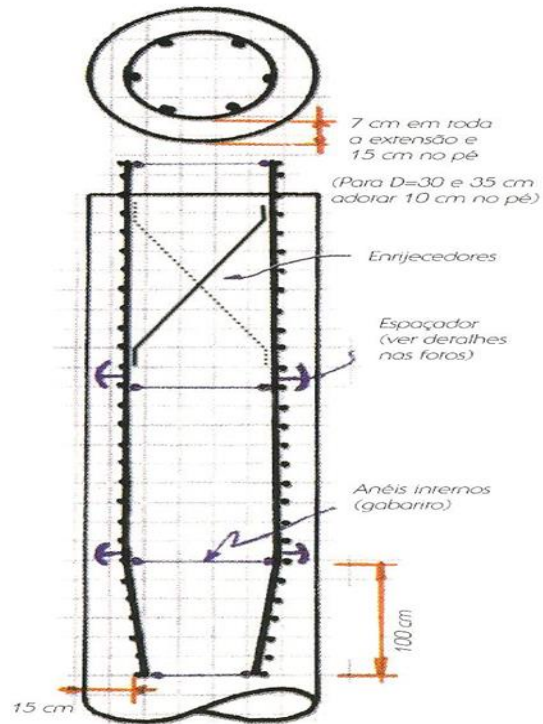 7 cm em toda
a extensão e
15 cm no pé
(Para D=30 e 35 cm
adotar 10 cm no pé)
Enrijecedores
Espaçador
(ver detalhes
nas fotos)
Anéis internos
(gabarito)
100 cm
15 cm